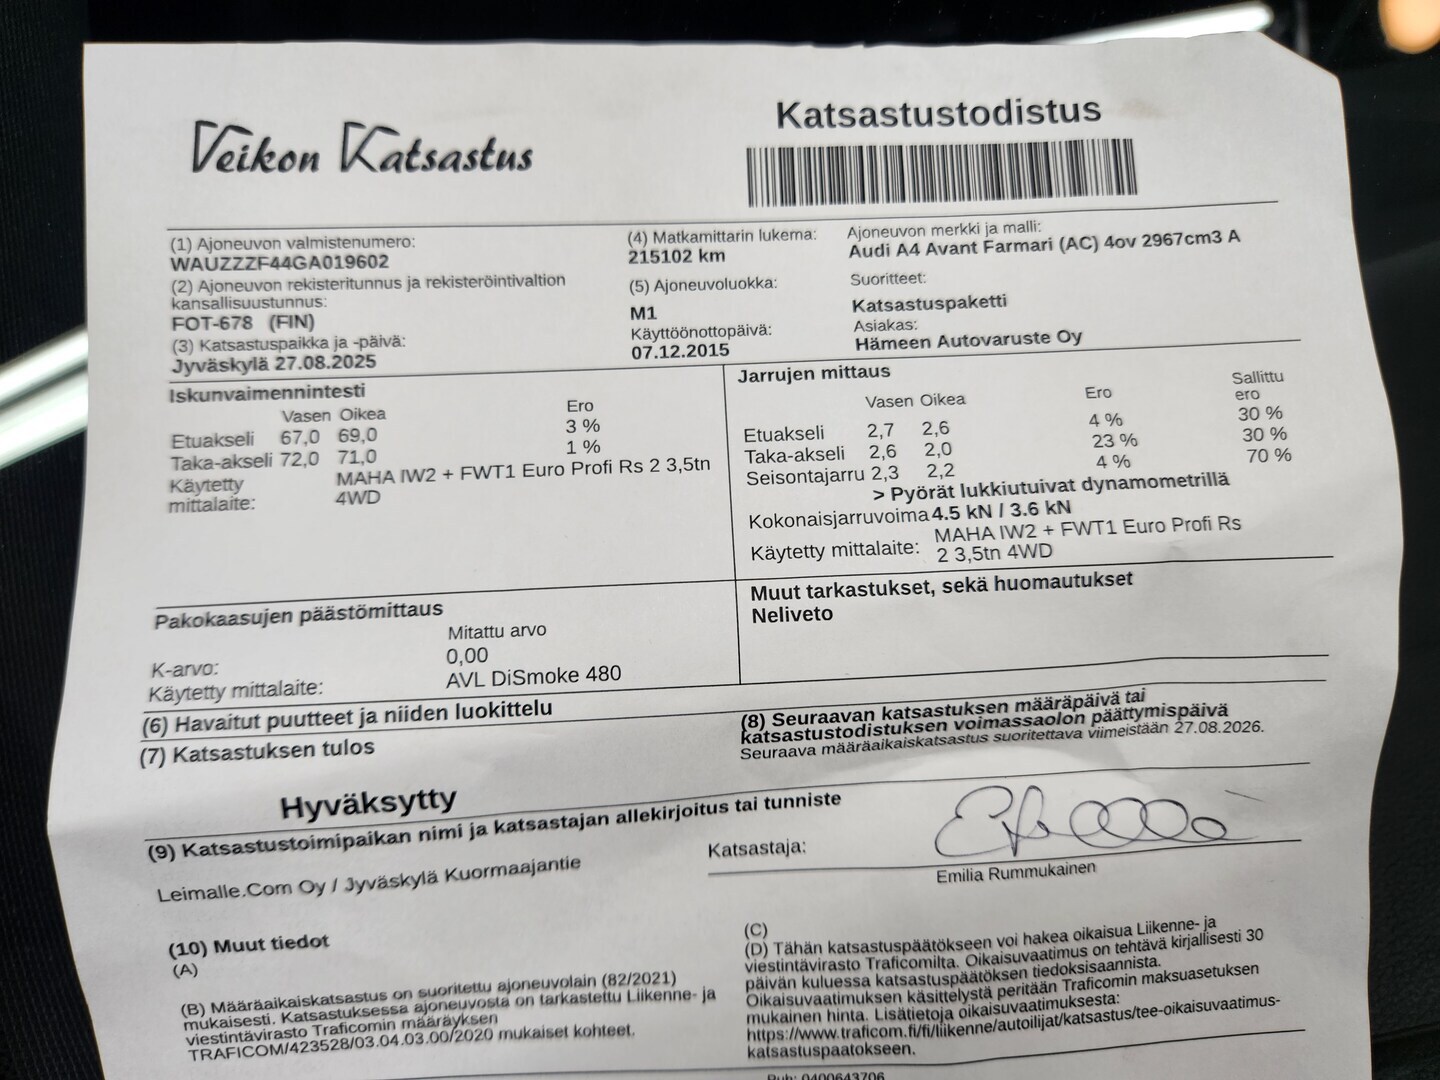 Veikon Katsastus
Katsastustodistus
(1) Ajoneuvon valmistenumero:
WAUZZZF44GA019602
(2) Ajoneuvon rekisteritunnus ja rekisteröintivaltion
kansallisuustunnus:
FOT-678 (FIN)
(3) Katsastuspaikka ja -päivä:
Jyväskylä 27.08.2025
(4) Matkamittarin lukema:
215102 km
(5) Ajoneuvoluokka:
M1
Käyttöönottopäivä:
07.12.2015
Ajoneuvon merkki ja malli:
Audi A4 Avant Farmari (AC) 4ov 2967cm3 A
Suoritteet:
Katsastuspaketti
Asiakas:
Hämeen Autovaruste Oy
Iskunvaimennintesti
Vasen Oikea Ero
Etuakseli 67,0 69,0 3 %
Taka-akseli 72,0 71,0 1 %
Käytetty MAHA IW2 + FWT1 Euro Profi Rs 2 3,5tn
mittalaite: 4WD
Jarrujen mittaus
Vasen Oikea Ero Sallittu
ero
Etuakseli 2,7 2,6 4 % 30 %
Taka-akseli 2,6 2,0 23 % 30 %
Seisontajarru 2,3 2,2 4 % 70 %
> Pyörät lukkiutuivat dynamometrillä
Kokonaisjarruvoima 4.5 kN / 3.6 kN
Käytetty mittalaite: MAHA IW2 + FWT1 Euro Profi Rs
2 3,5tn 4WD
Pakokaasujen päästömittaus
Mitattu arvo
K-arvo: 0,00
Käytetty mittalaite: AVL DiSmoke 480
Muut tarkastukset, sekä huomautukset
Neliveto
(6) Havaitut puutteet ja niiden luokittelu
(7) Katsastuksen tulos
Hyväksytty
(8) Seuraavan katsastuksen määräpäivä tai
katsastustodistuksen voimassaolon päättymispäivä
Seuraava määräaikaiskatsastus suoritettava viimeistään 27.08.2026.
(9) Katsastustoimipaikan nimi ja katsastajan allekirjoitus tai tunniste
Leimalle.Com Oy / Jyväskylä Kuormaajantie
Katsastaja:
Emilia Rummukainen
(10) Muut tiedot
(A)
(B) Määräaikaiskatsastus on suoritettu ajoneuvolain (82/2021)
mukaisesti. Katsastuksessa ajoneuvosta on tarkastettu Liikenne- ja
viestintävirasto Traficomin määräyksen
TRAFICOM/423528/03.04.03.00/2020 mukaiset kohteet.
(C)
(D) Tähän katsastuspäätökseen voi hakea oikaisua Liikenne- ja
viestintävirasto Traficomilta. Oikaisuvaatimus on tehtävä kirjallisesti 30
päivän kuluessa katsastuspäätöksen tiedoksisaannista.
Oikaisuvaatimuksen käsittelystä peritään Traficomin maksuasetuksen
mukainen hinta. Lisätietoja oikaisuvaatimuksesta:
https://www.traficom.fi/fi/liikenne/autoilijat/katsastus/tee-oikaisuvaatimus-
katsastuspaatokseen.
Puh: 0400643706